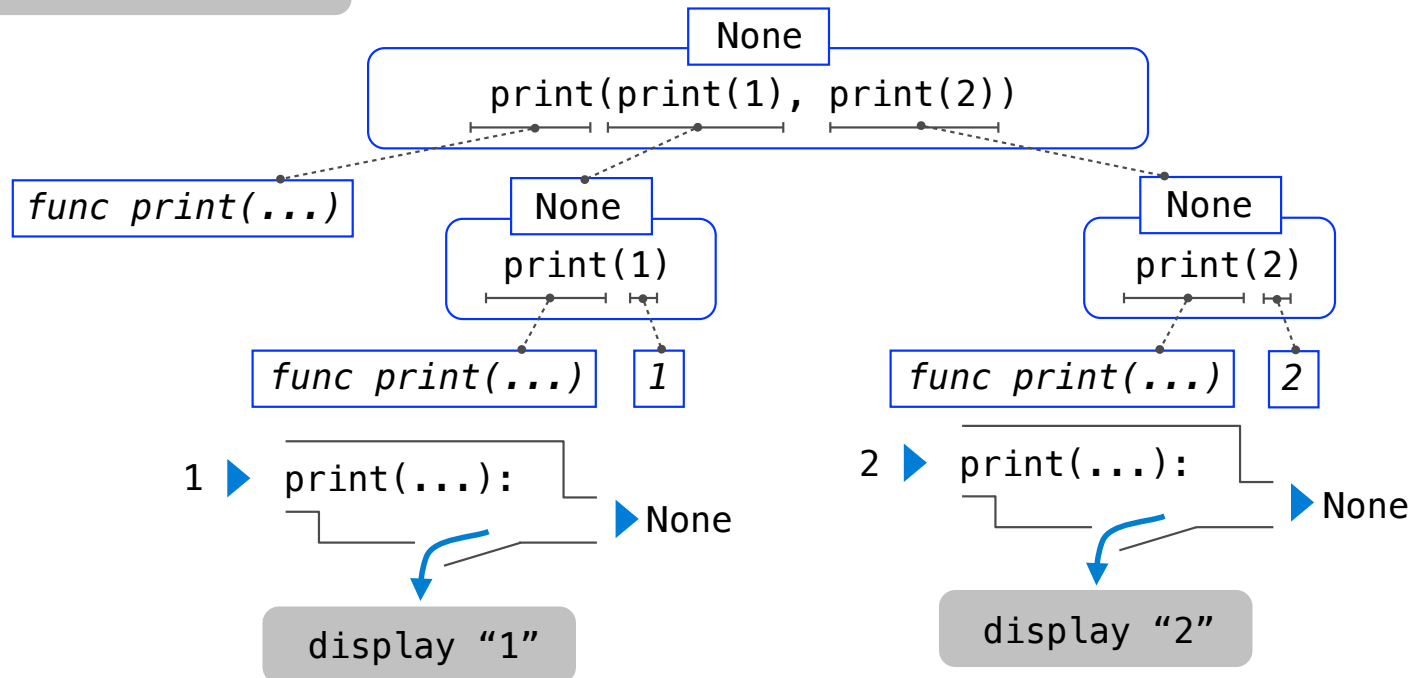 None
print(print(1), print(2))
func print(...)
None
None
print(1)
print(2)
func print(...)
1
func print(...)
2
1
print(...):
None
2
print(...):
None
display “1”
display “2”